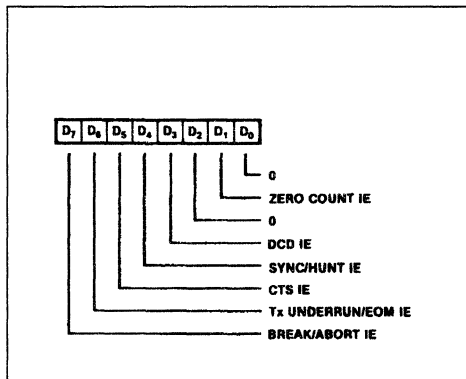 D7 D6 D5 D4 D3 D2 D1 D0
0
ZERO COUNT IE
0
DCD IE
SYNC/HUNT IE
CTS IE
Tx UNDERRUN/EOM IE
BREAK/ABORT IE